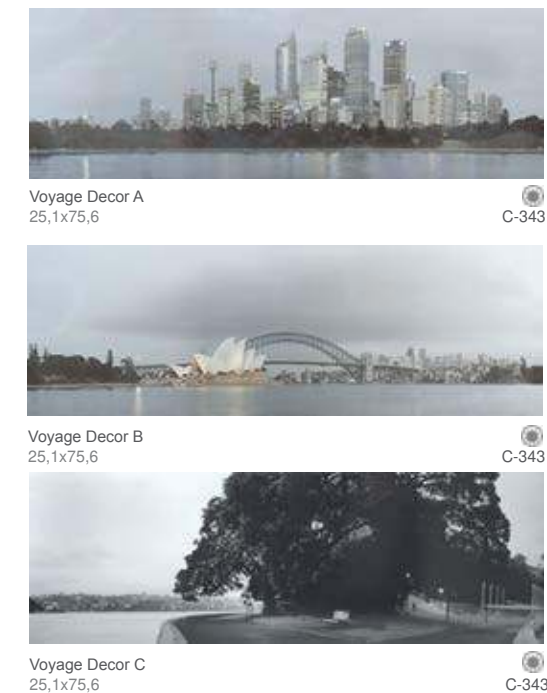 Voyage Decor A
25,1x75,6
C-343
Voyage Decor B
25,1x75,6
C-343
Voyage Decor C
25,1x75,6
C-343